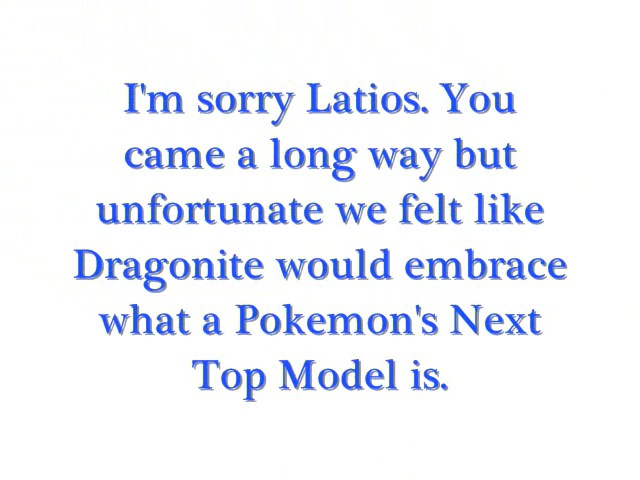 I'm sorry Latios. You
came a long way but
unfortunate we felt like
Dragonite would embrace
what a Pokemon's Next
Top Model is.